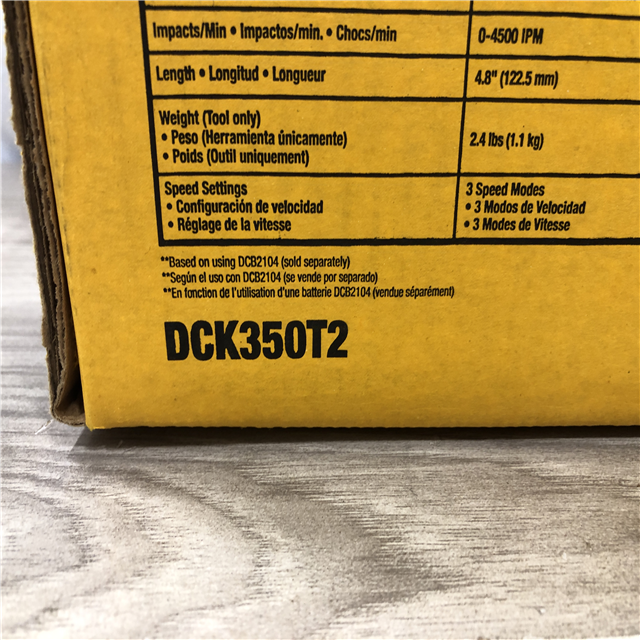 Impacts/Min • Impactos/min. • Chocs/min
0-4500 IPM
Length • Longitud • Longueur
4.8" (122.5 mm)
Weight (Tool only)
• Peso (Herramienta únicamente)
• Poids (Outil uniquement)
2.4 lbs (1.1 kg)
Speed Settings
• Configuración de velocidad
• Réglage de la vitesse
3 Speed Modes
• 3 Modos de Velocidad
• 3 Modes de Vitesse
**Based on using DCB2104 (sold separately)
**Según el uso con DCB2104 (se vende por separado)
**En fonction de l'utilisation d'une batterie DCB2104 (vendue séparément)
DCK350T2